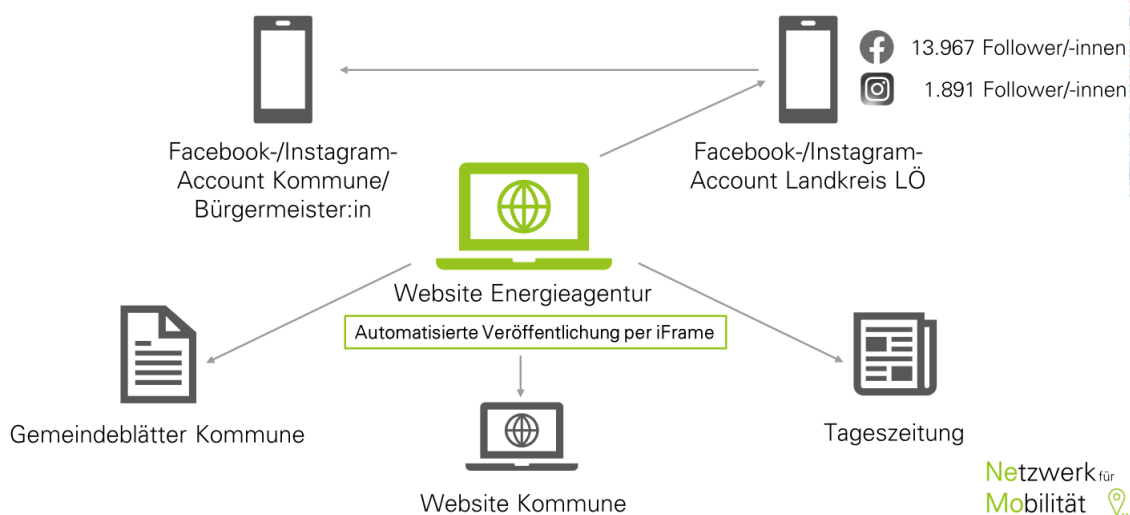 13.967 Follower/-innen
1.891 Follower/-innen
Facebook-/Instagram-
Account Kommune/
Bürgermeister:in
Facebook-/Instagram-
Account Landkreis LÖ
Website Energieagentur
Automatisierte Veröffentlichung per iFrame
Gemeindeblätter Kommune
Tageszeitung
Website Kommune
Netzwerk für
Mobilität